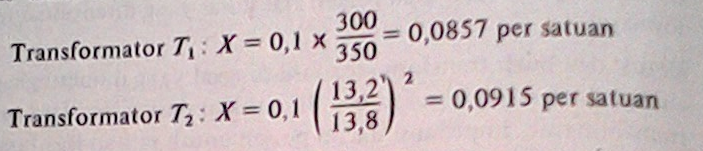 Transformator T₁ : X = 0,1 × 300/350 = 0,0857 per satuan
Transformator T₂ : X = 0,1 (13,2/13,8)² = 0,0915 per satuan